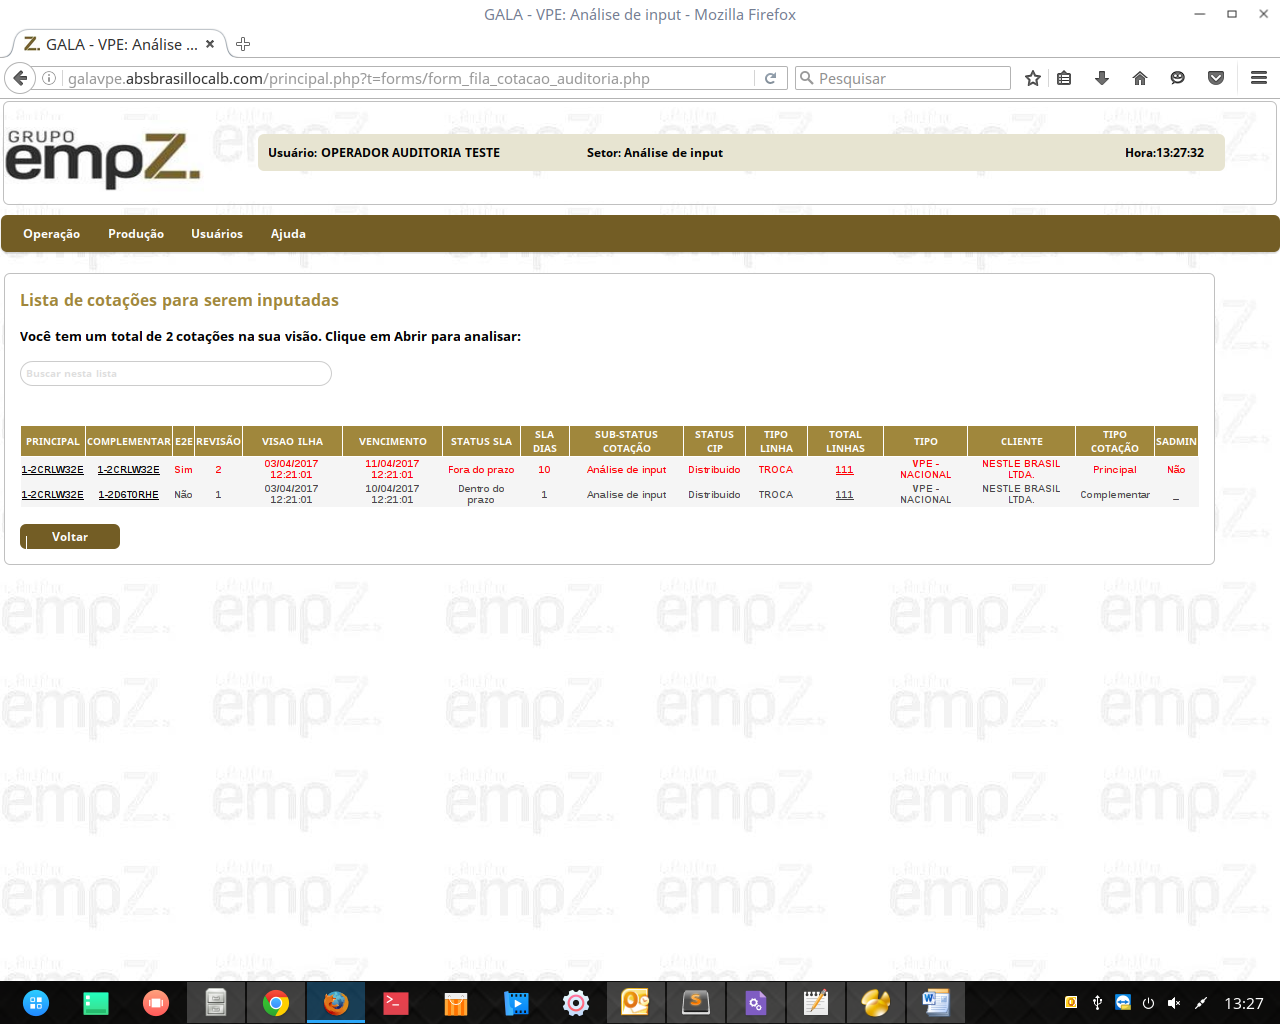 GALA - VPE: Análise de input - Mozilla Firefox
Z. GALA - VPE: Análise ...
galavpe.absbrasillocalb.com/principal.php?t=forms/form_fila_cotacao_auditoria.php
Pesquisar
GRUPO
empZ.
Usuário: OPERADOR AUDITORIA TESTE
Setor: Análise de input
Hora:13:27:32
Operação Produção Usuários Ajuda
Lista de cotações para serem inputadas
Você tem um total de 2 cotações na sua visão. Clique em Abrir para analisar:
Buscar nesta lista
PRINCIPAL COMPLEMENTAR E2E REVISÃO VISAO ILHA VENCIMENTO STATUS SLA SLA DIAS SUB-STATUS COTAÇÃO STATUS CIP TIPO LINHA TOTAL LINHAS TIPO CLIENTE TIPO COTAÇÃO SADMIN
1-2CRLW32E 1-2CRLW32E Sim 2 03/04/2017 12:21:01 11/04/2017 12:21:01 Fora do prazo 10 Análise de input Distribuido TROCA 111 VPE - NACIONAL NESTLE BRASIL LTDA. Principal Não
1-2CRLW32E 1-2D6T0RHE Não 1 03/04/2017 12:21:01 10/04/2017 12:21:01 Dentro do prazo 1 Analise de input Distribuido TROCA 111 VPE - NACIONAL NESTLE BRASIL LTDA. Complementar _
Voltar
13:27